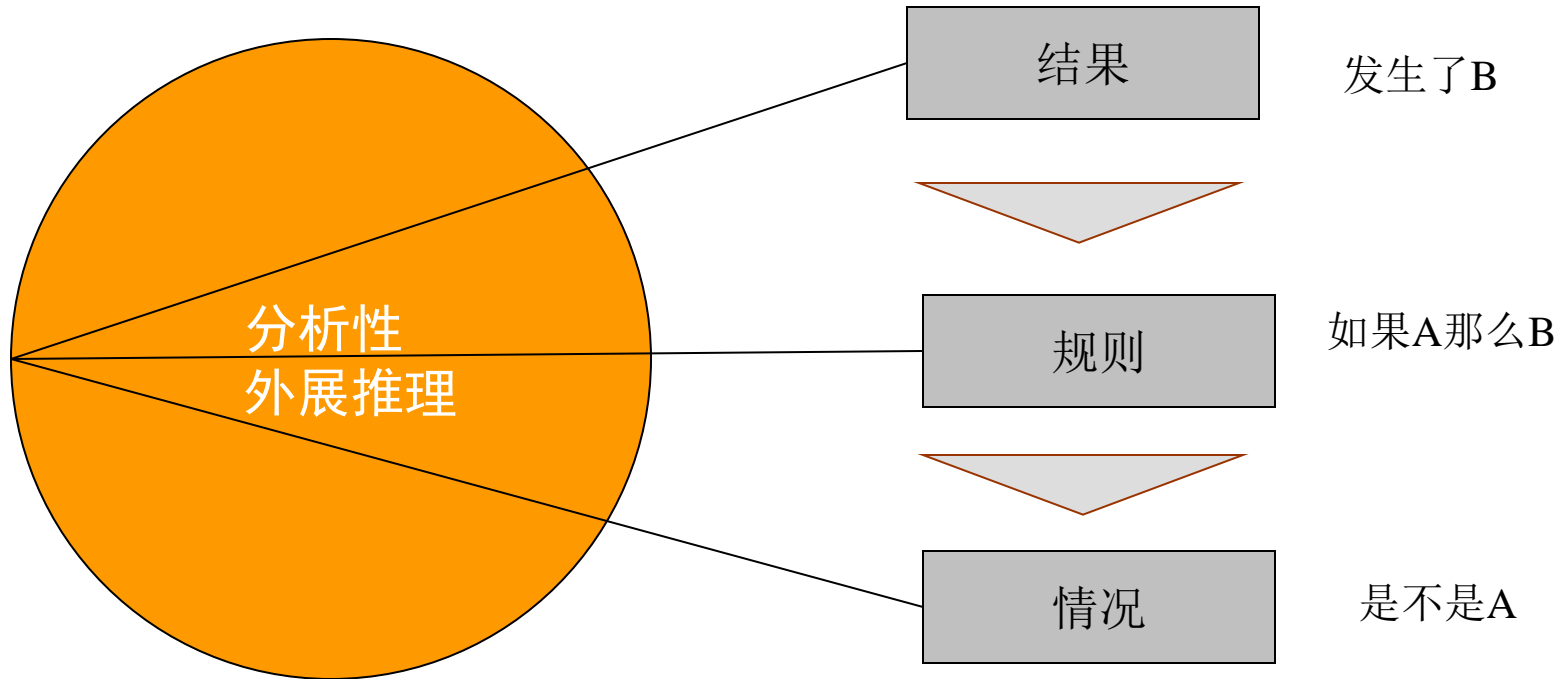 结果
发生了B
分析性
外展推理
规则
如果A那么B
情况
是不是A